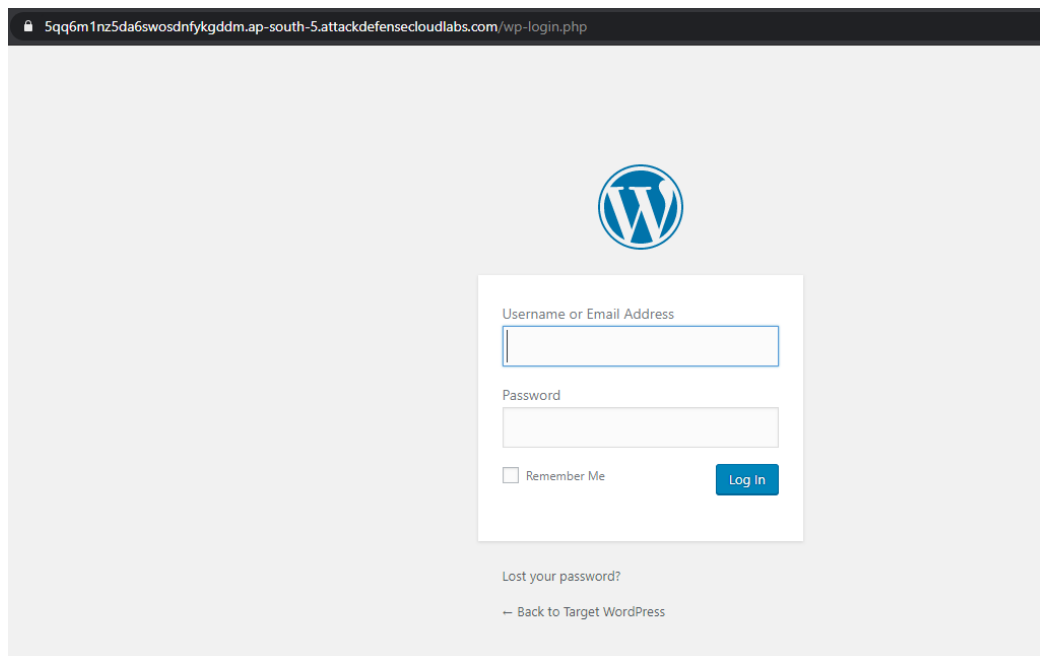 5qq6m1nz5da6swosdnfykgddm.ap-south-5.attackdefensecloudlabs.com/wp-login.php
Username or Email Address
Password
Remember Me
Log In
Lost your password?
← Back to Target WordPress